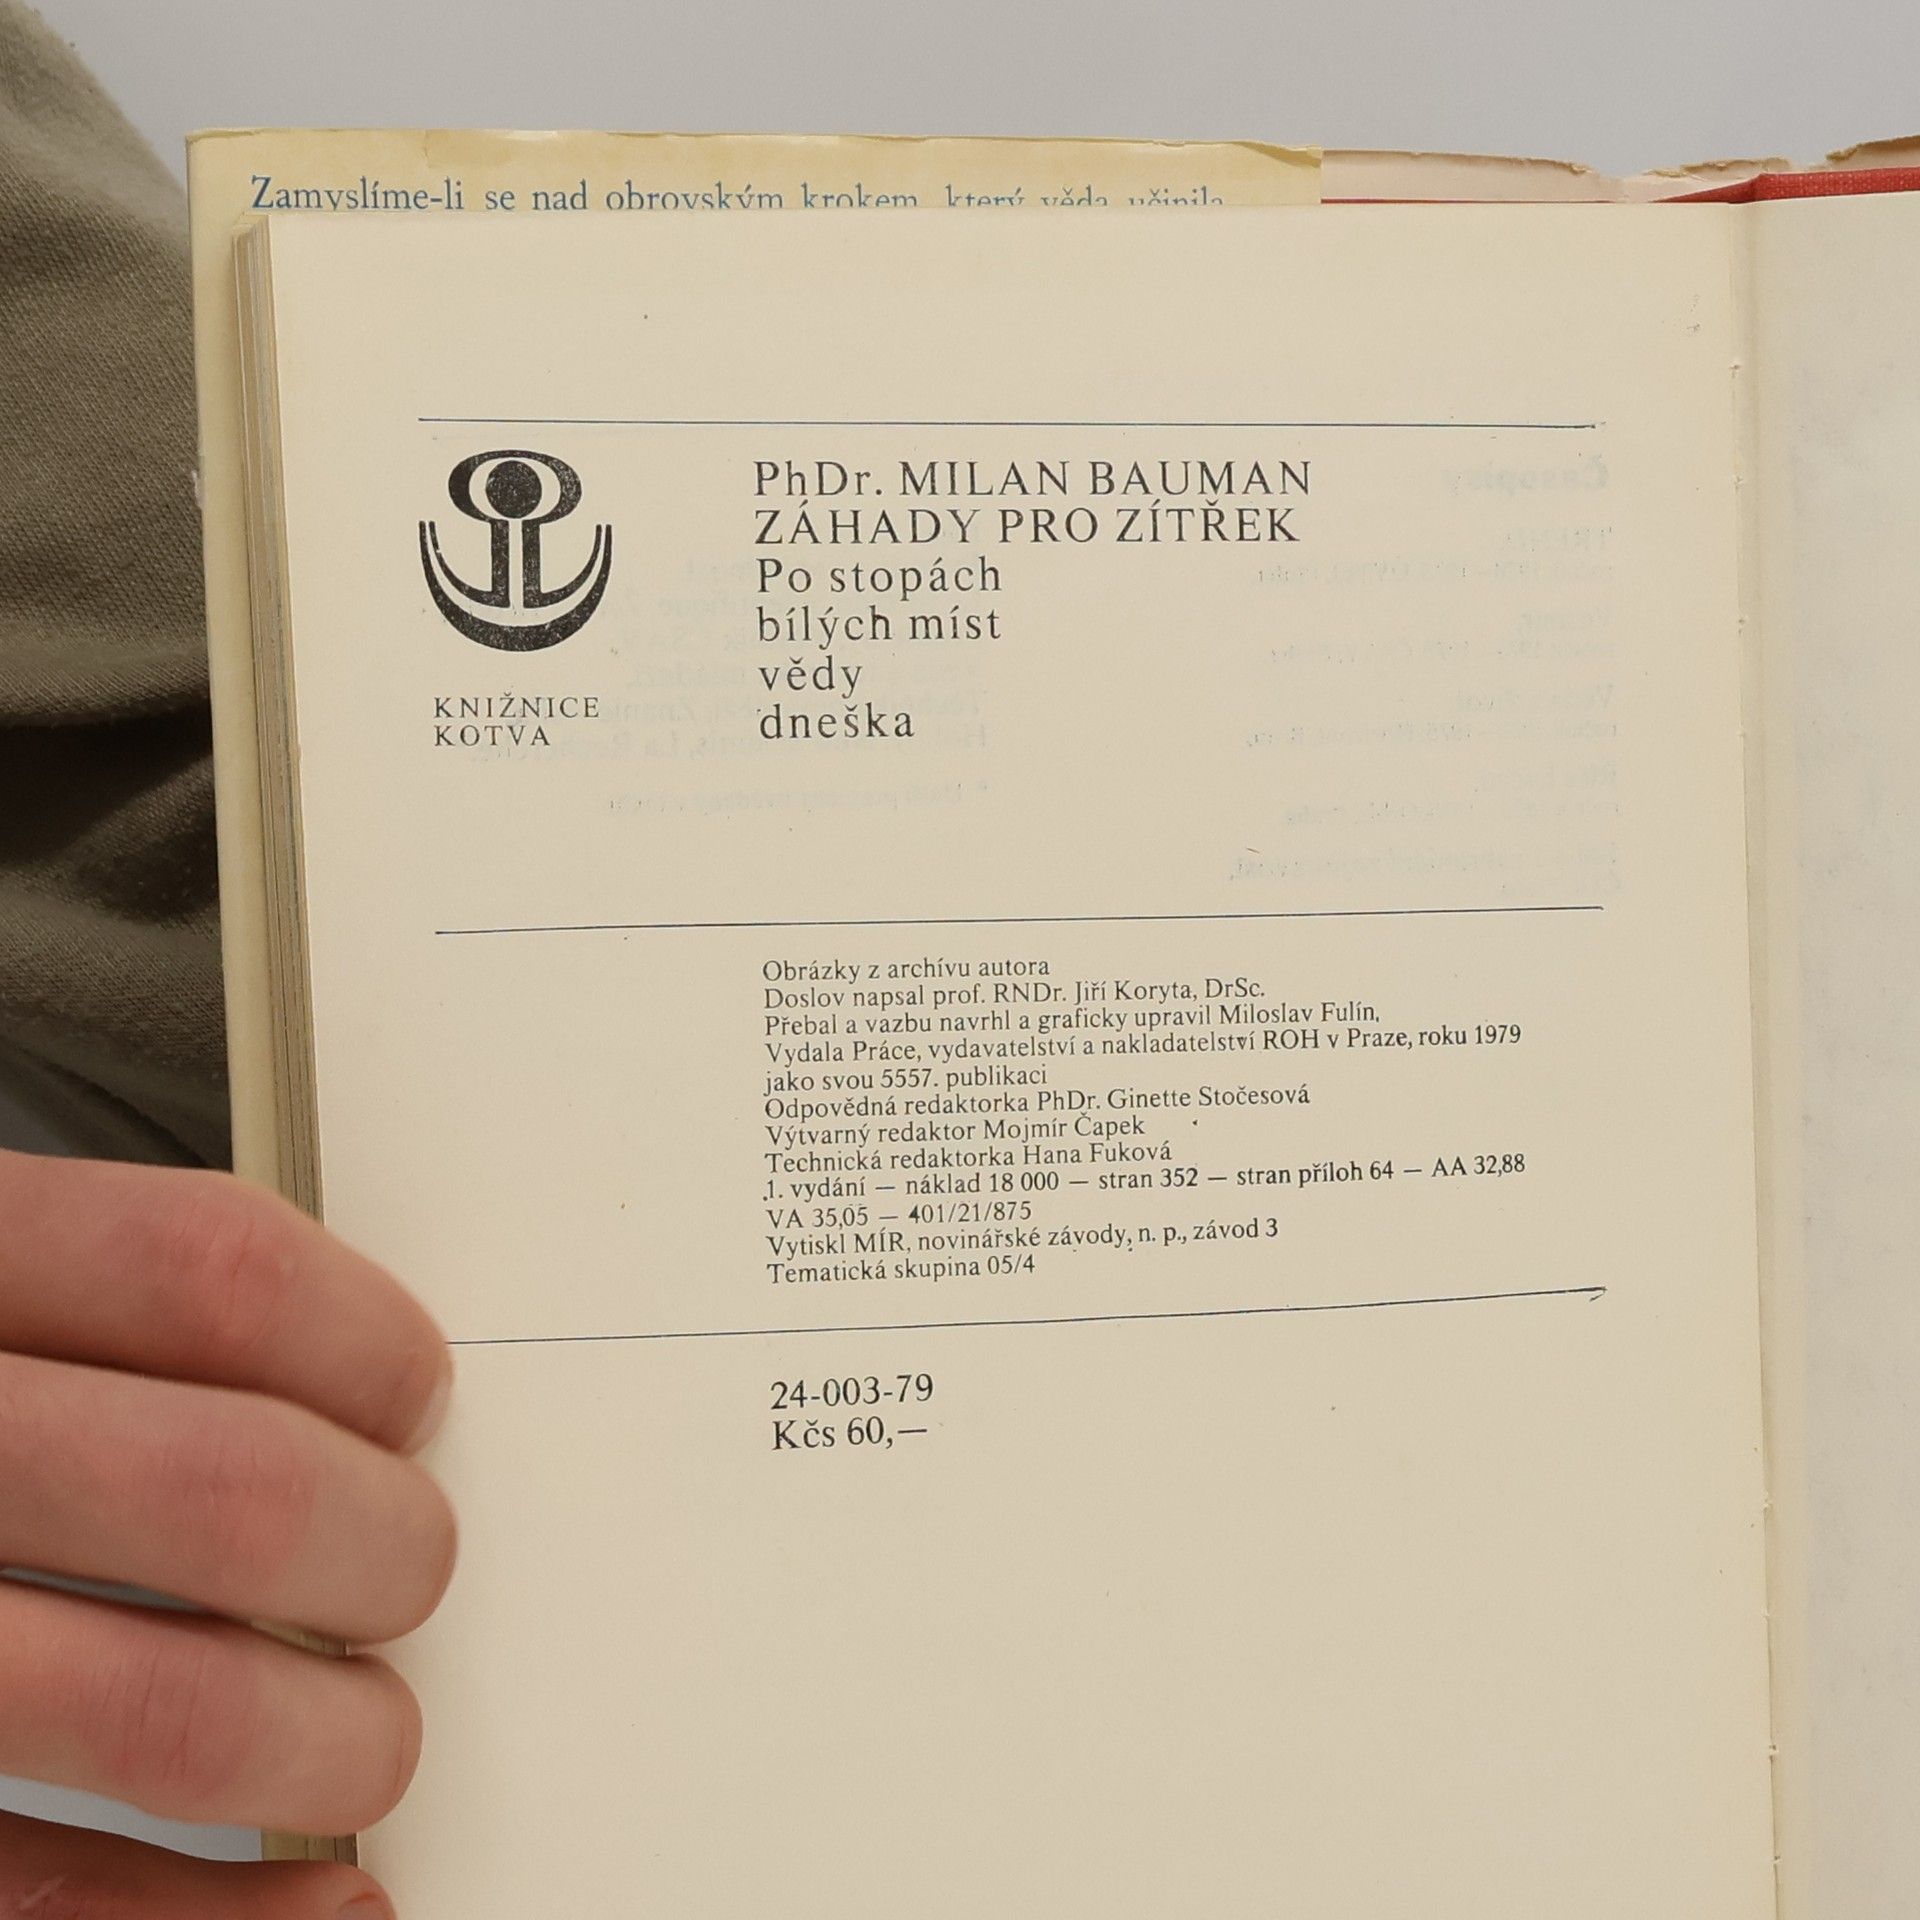 Zamyslíme-li se nad obrovským krokem, který věda učinila
KNIŽNICE
KOTVA
PhDr. MILAN BAUMAN
ZÁHADY PRO ZÍTŘEK
Po stopách
bílých míst
vědy
dneška
Obrázky z archívu autora
Doslov napsal prof. RNDr. Jiří Koryta, DrSc.
Přebal a vazbu navrhl a graficky upravil Miloslav Fulín,
Vydala Práce, vydavatelství a nakladatelství ROH v Praze, roku 1979
jako svou 5557. publikaci
Odpovědná redaktorka PhDr. Ginette Stočesová
Výtvarný redaktor Mojmír Čapek
Technická redaktorka Hana Fuková
1. vydání — náklad 18 000 — stran 352 — stran příloh 64 — AA 32,88
VA 35,05 — 401/21/875
Vytiskl MÍR, novinářské závody, n. p., závod 3
Tematická skupina 05/4
24-003-79
Kčs 60,—